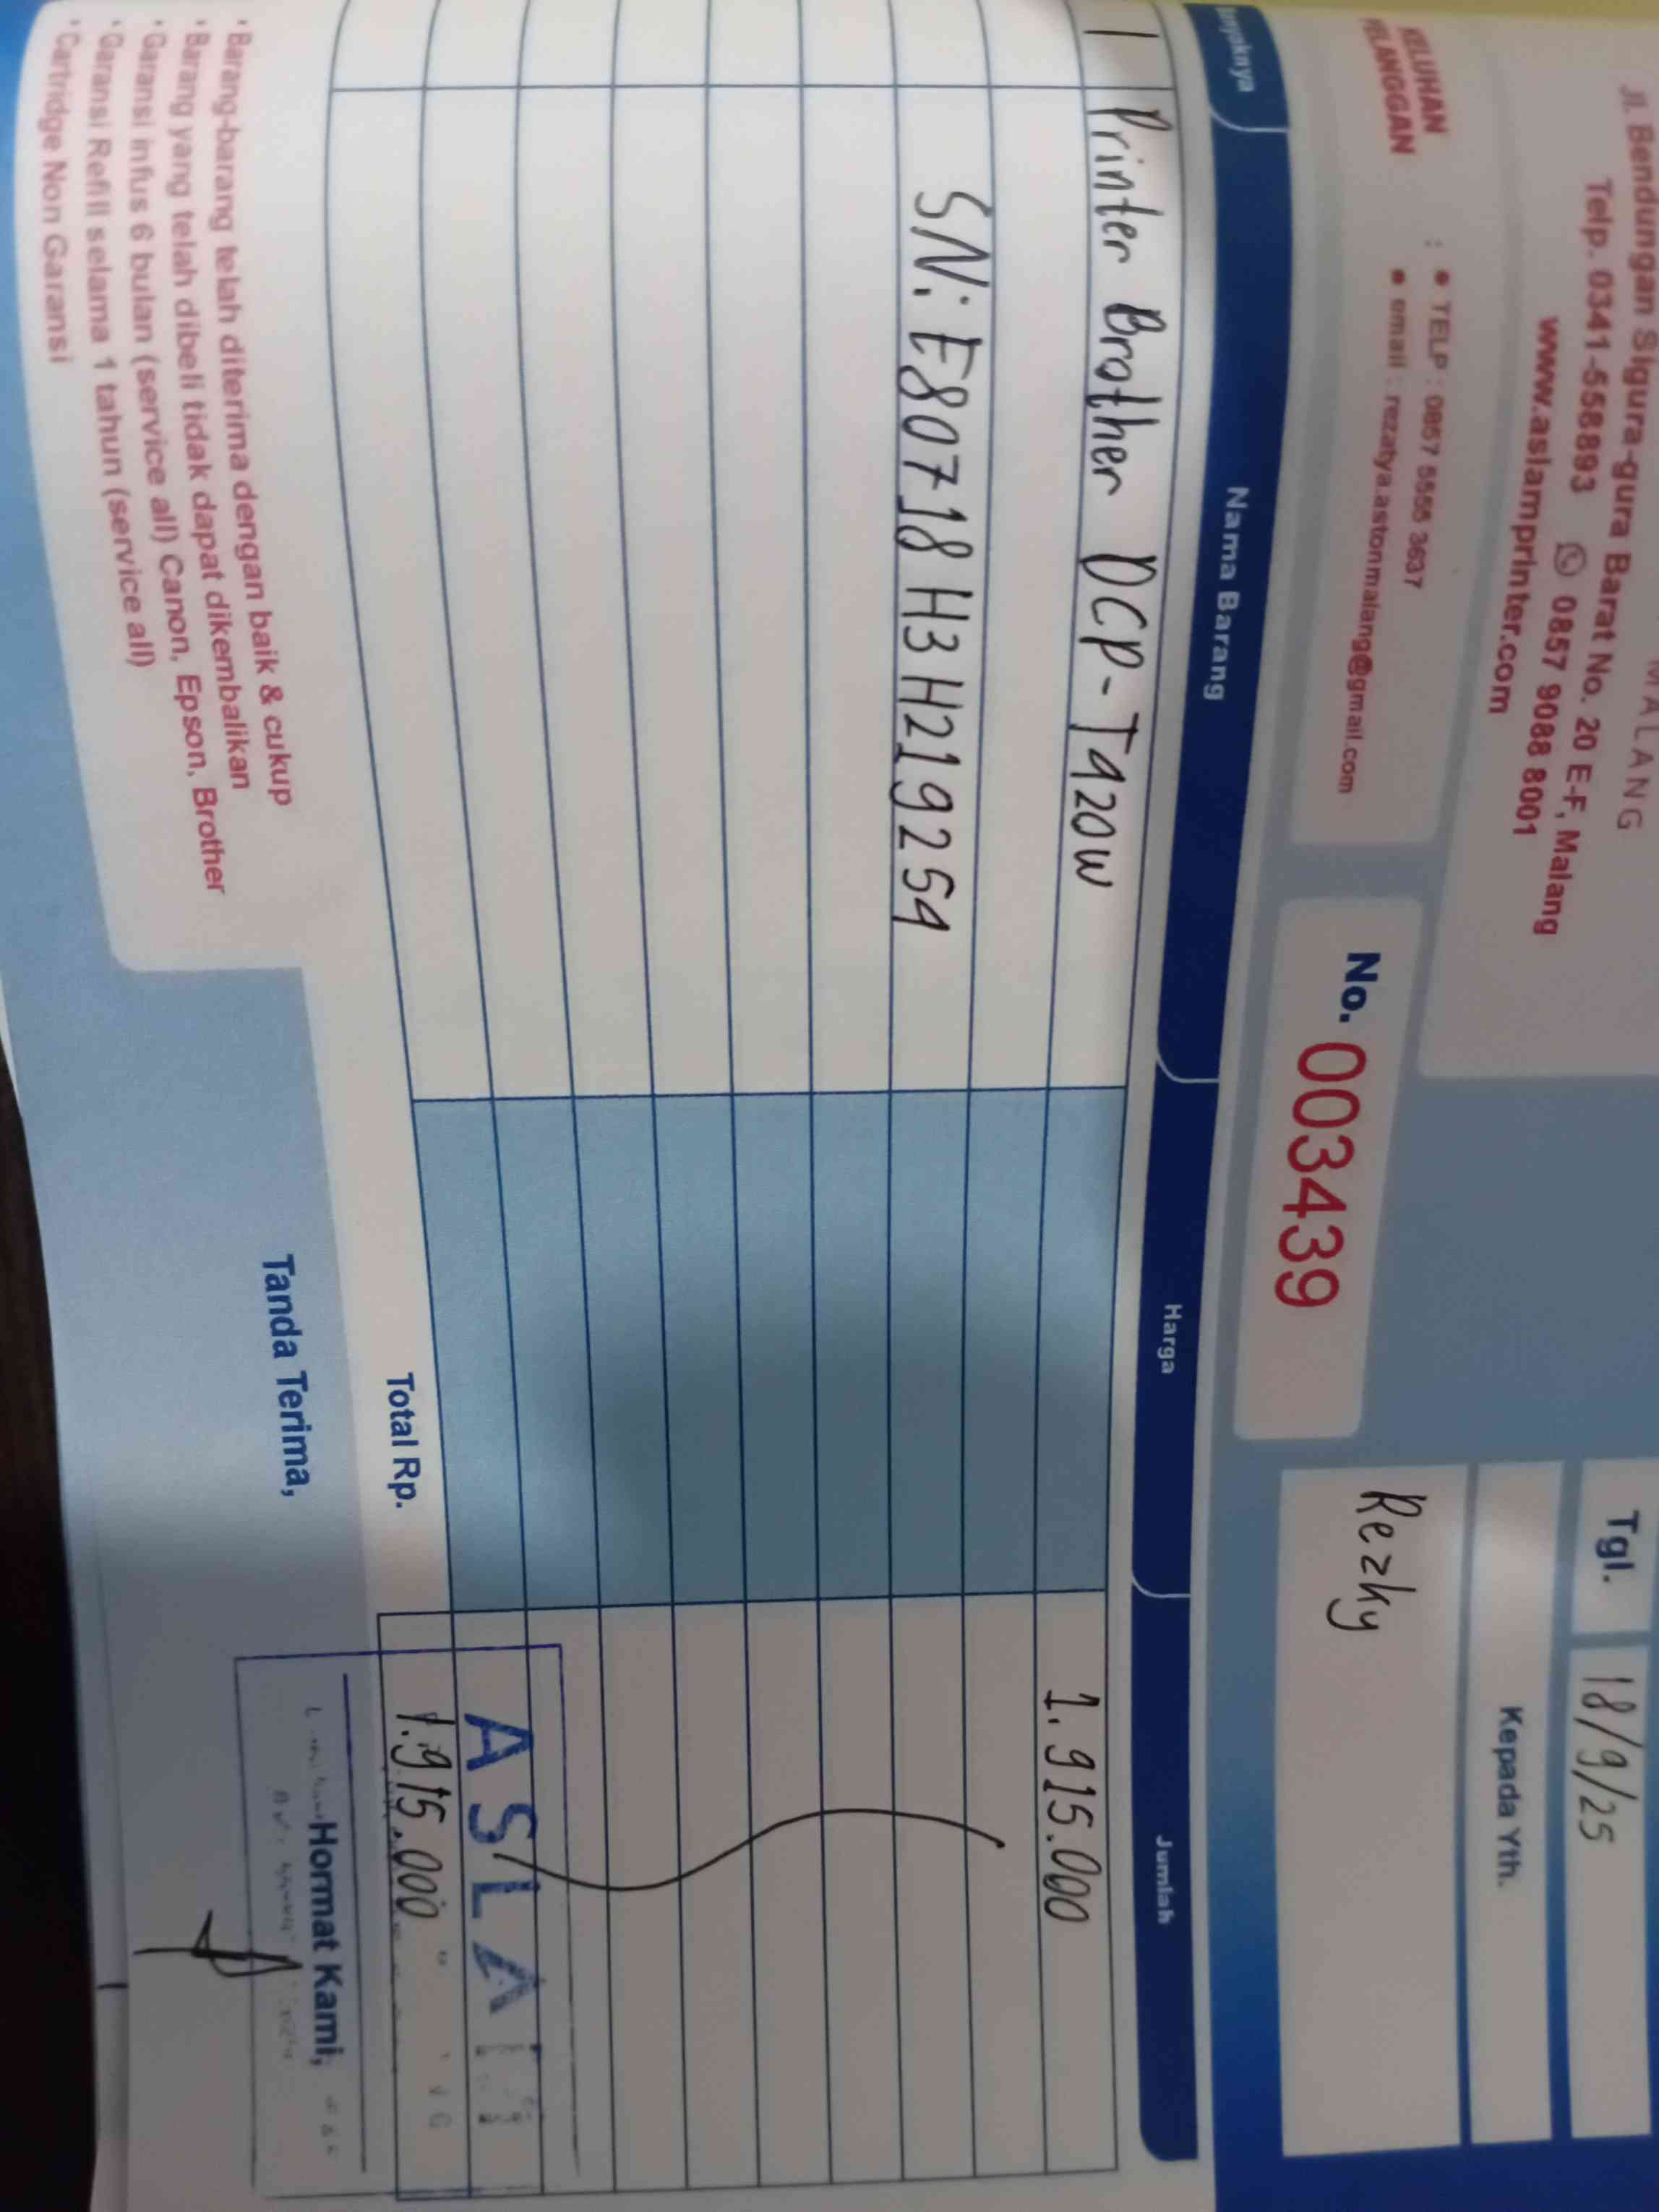 MALANG
Jl. Bendungan Sigura-gura Barat No. 20 E-F, Malang
Telp. 0341-558893 0857 9088 8001
www.aslamprinter.com
KELUHAN PELANGGAN : • TELP : 0857 5555 3637
• email : rezatya.astonmalang@gmail.com
No. 003439
Tgl. 18/9/25
Kepada Yth.
Rezky
Nama Barang Harga Jumlah
1 Printer Brother DCP-T920W 1.915.000
S/N: E80718H3H219254
Total Rp. 1.915.000
ASLAM
* Barang-barang telah diterima dengan baik & cukup
* Barang yang telah dibeli tidak dapat dikembalikan
* Garansi infus 6 bulan (service all) Canon, Epson, Brother
* Garansi Refill selama 1 tahun (service all)
* Cartridge Non Garansi
Tanda Terima,
Hormat Kami,